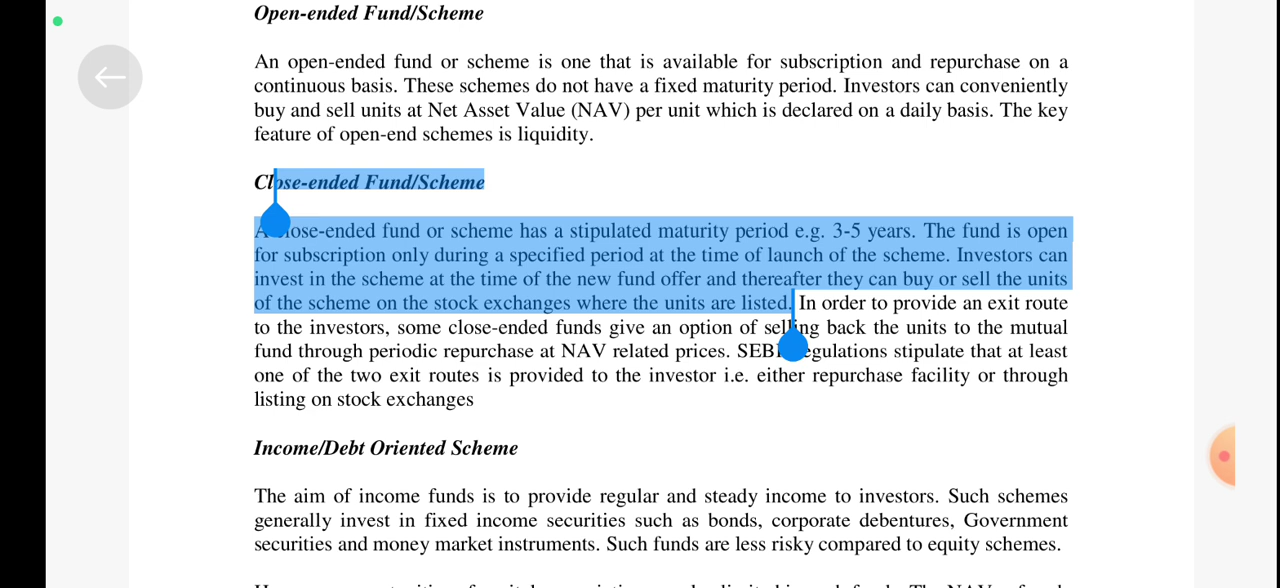 Open-ended Fund/Scheme
An open-ended fund or scheme is one that is available for subscription and repurchase on a
continuous basis. These schemes do not have a fixed maturity period. Investors can conveniently
buy and sell units at Net Asset Value (NAV) per unit which is declared on a daily basis. The key
feature of open-end schemes is liquidity.
Close-ended Fund/Scheme
A close-ended fund or scheme has a stipulated maturity period e.g. 3-5 years. The fund is open
for subscription only during a specified period at the time of launch of the scheme. Investors can
invest in the scheme at the time of the new fund offer and thereafter they can buy or sell the units
of the scheme on the stock exchanges where the units are listed. In order to provide an exit route
to the investors, some close-ended funds give an option of selling back the units to the mutual
fund through periodic repurchase at NAV related prices. SEBI Regulations stipulate that at least
one of the two exit routes is provided to the investor i.e. either repurchase facility or through
listing on stock exchanges
Income/Debt Oriented Scheme
The aim of income funds is to provide regular and steady income to investors. Such schemes
generally invest in fixed income securities such as bonds, corporate debentures, Government
securities and money market instruments. Such funds are less risky compared to equity schemes.